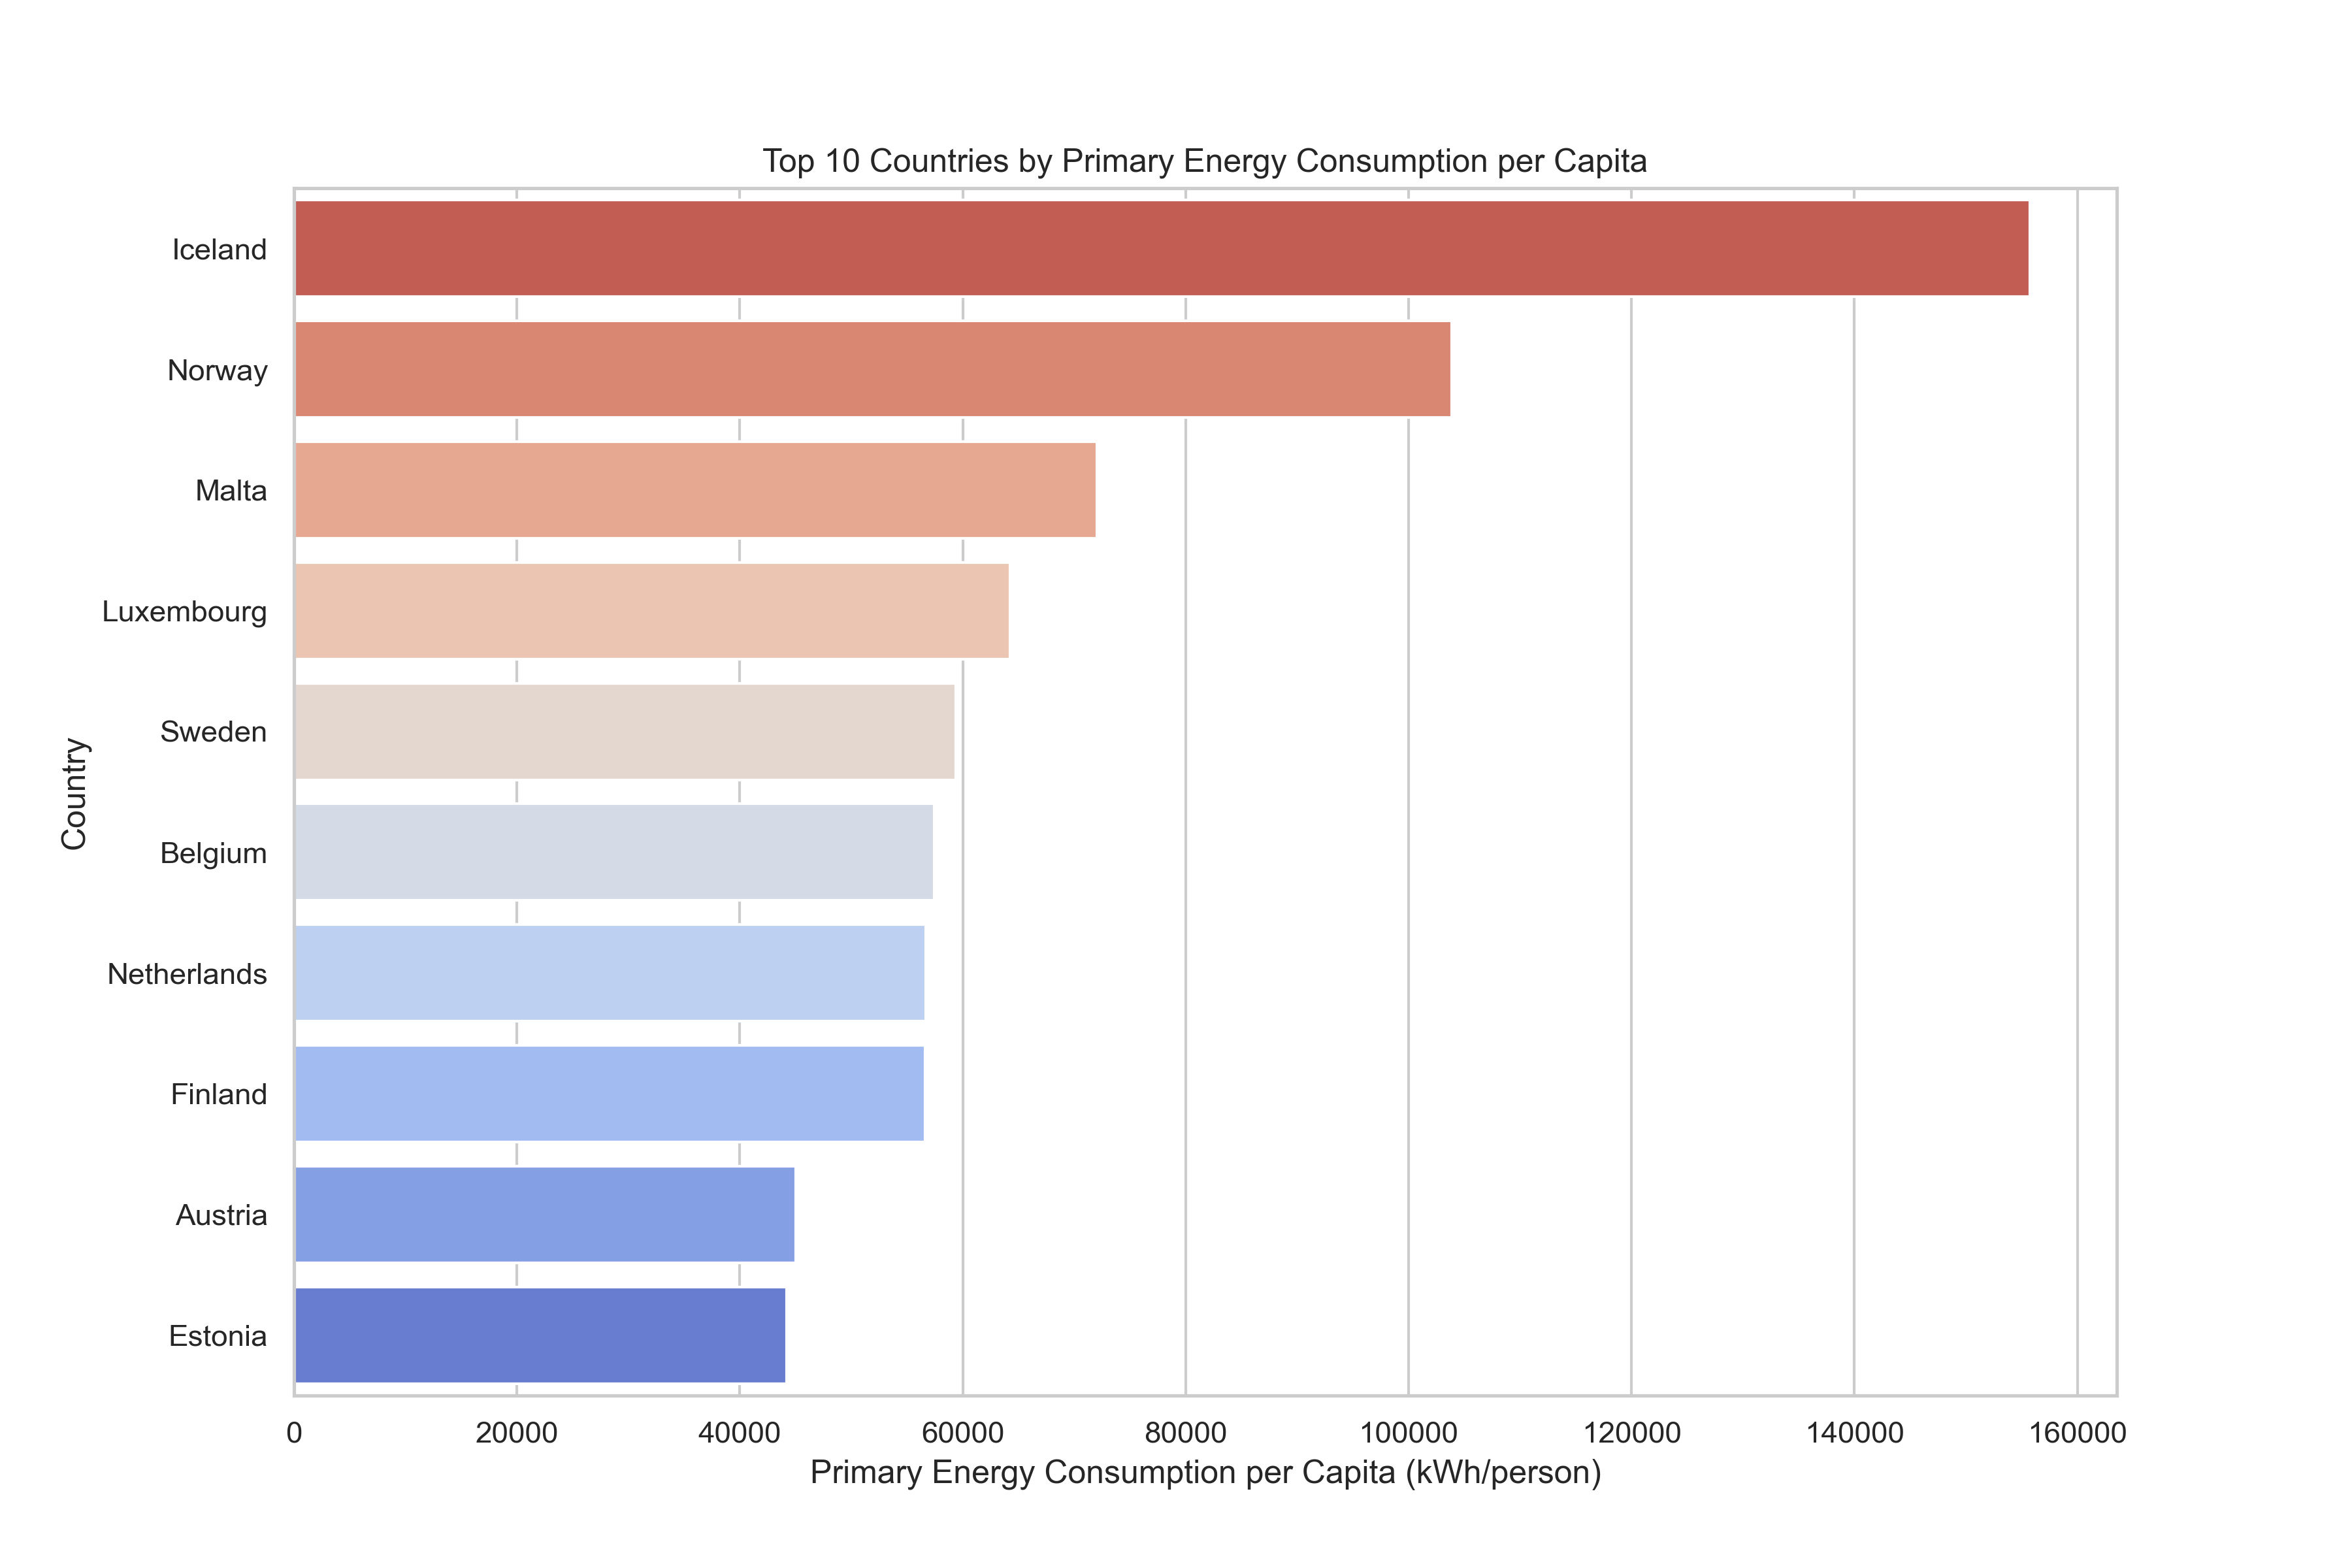 Top 10 Countries by Primary Energy Consumption per Capita
Iceland
Norway
Malta
Luxembourg
Sweden
Belgium
Netherlands
Finland
Austria
Estonia
Country
0 20000 40000 60000 80000 100000 120000 140000 160000
Primary Energy Consumption per Capita (kWh/person)